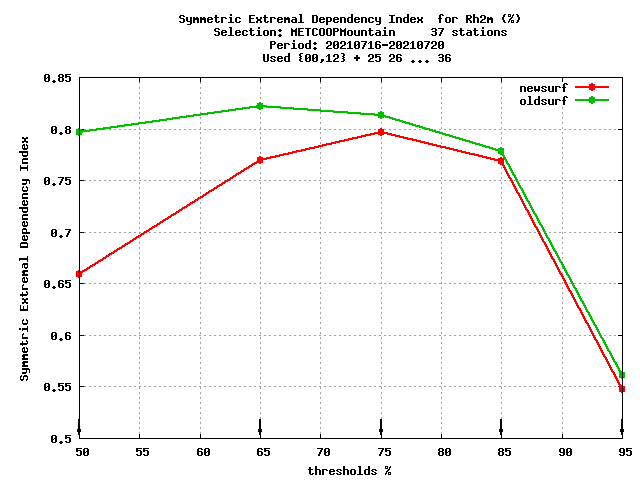 Symmetric Extremal Dependency Index  for Rh2m (%)
Selection: METCOOPMountain     37 stations
Period: 20210716-20210720
Used {00,12} + 25 26 ... 36
newsurf
oldsurf
0.85
0.8
0.75
0.7
0.65
0.6
0.55
0.5
Symmetric Extremal Dependency Index
50 55 60 65 70 75 80 85 90 95
thresholds %